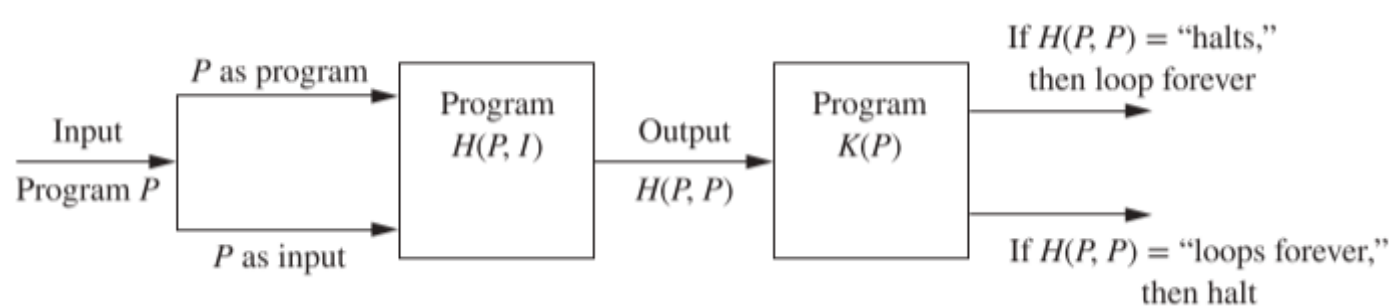 Input
Program P
P as program
P as input
Program
H(P, I)
Output
H(P, P)
Program
K(P)
If H(P, P) = “halts,”
then loop forever
If H(P, P) = “loops forever,”
then halt